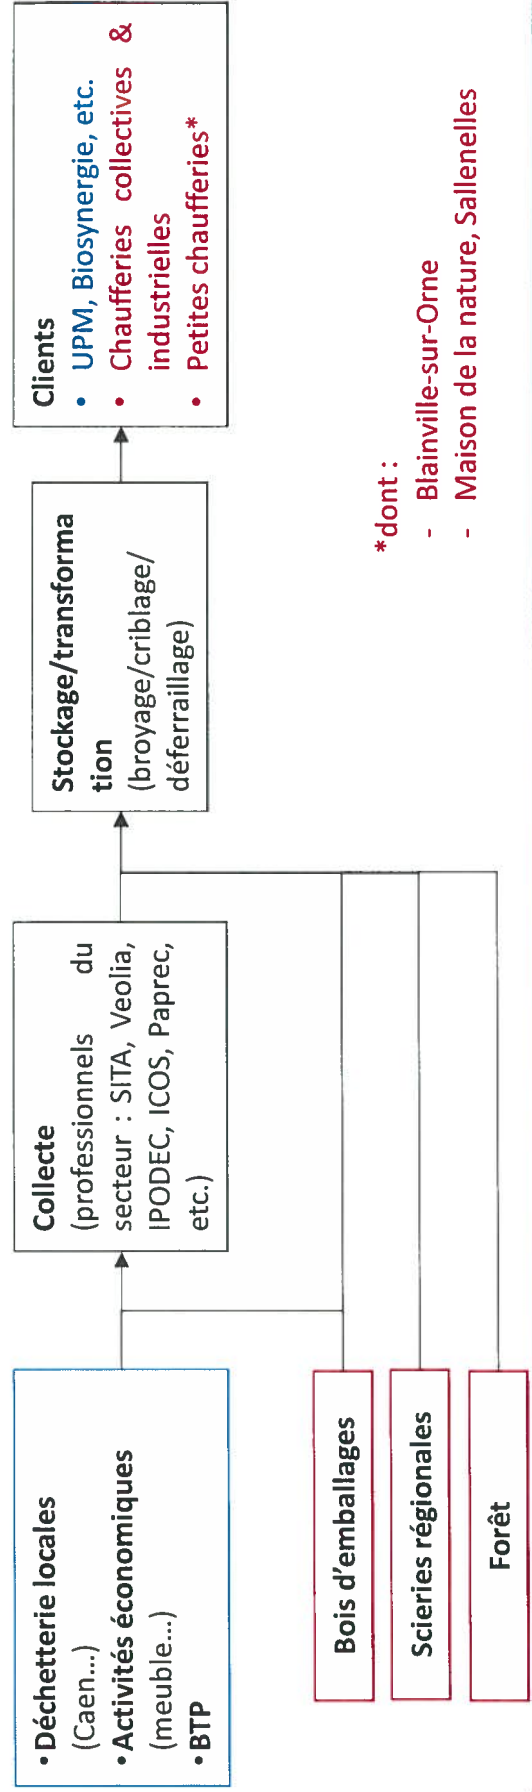 •Déchetterie locales
(Caen...)
•Activités économiques
(meuble...)
•BTP
Bois d'emballages
Scieries régionales
Forêt
Collecte
(professionnels du
secteur : SITA, Veolia,
IPODEC, ICOS, Paprec,
etc.)
Stockage/transforma
tion
(broyage/criblage/
déferraillage)
Clients
• UPM, Biosynergie, etc.
• Chaufferies collectives &
industrielles
• Petites chaufferies*
*dont :
- Blainville-sur-Orne
- Maison de la nature, Sallenelles